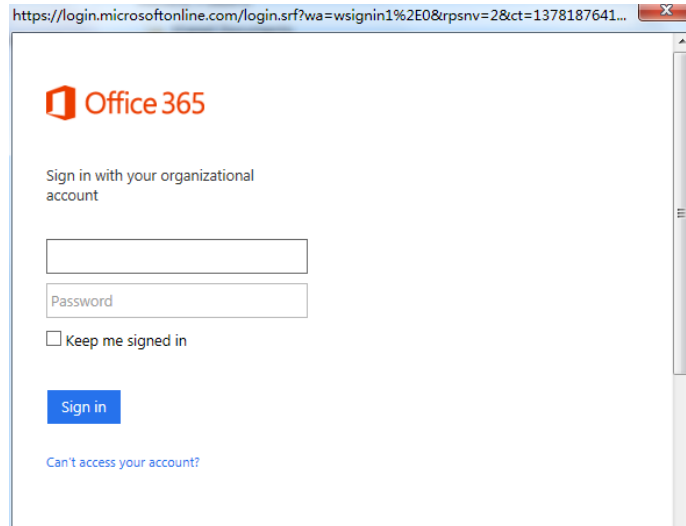 https://login.microsoftonline.com/login.srf?wa=wsignin1%2E0&rpsnv=2&ct=1378187641...
Office 365
Sign in with your organizational
account
Password
Keep me signed in
Sign in
Can't access your account?